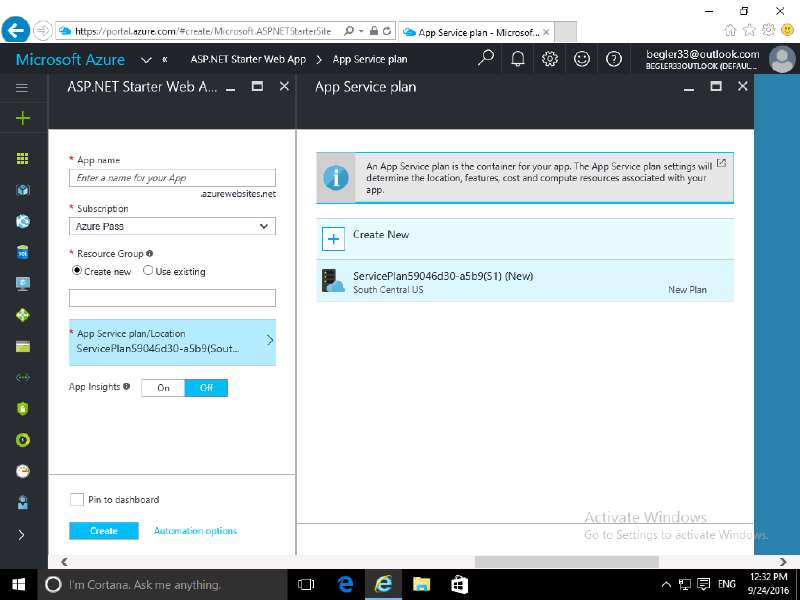 https://portal.azure.com/#create/Microsoft.ASPNETStarterSite
App Service plan - Microsof...
Microsoft Azure
ASP.NET Starter Web App
App Service plan
begler33@outlook.com
BEGLER33OUTLOOK (DEFAUL...
ASP.NET Starter Web A...
* App name
Enter a name for your App
.azurewebsites.net
* Subscription
Azure Pass
* Resource Group
Create new
Use existing
* App Service plan/Location
ServicePlan59046d30-a5b9(Sout...
App Insights
On
Off
Pin to dashboard
Create
Automation options
App Service plan
An App Service plan is the container for your app. The App Service plan settings will
determine the location, features, cost and compute resources associated with your
app.
Create New
ServicePlan59046d30-a5b9(S1) (New)
South Central US
New Plan
Activate Windows
Go to Settings to activate Windows.
I'm Cortana. Ask me anything.
ENG
12:32 PM
9/24/2016